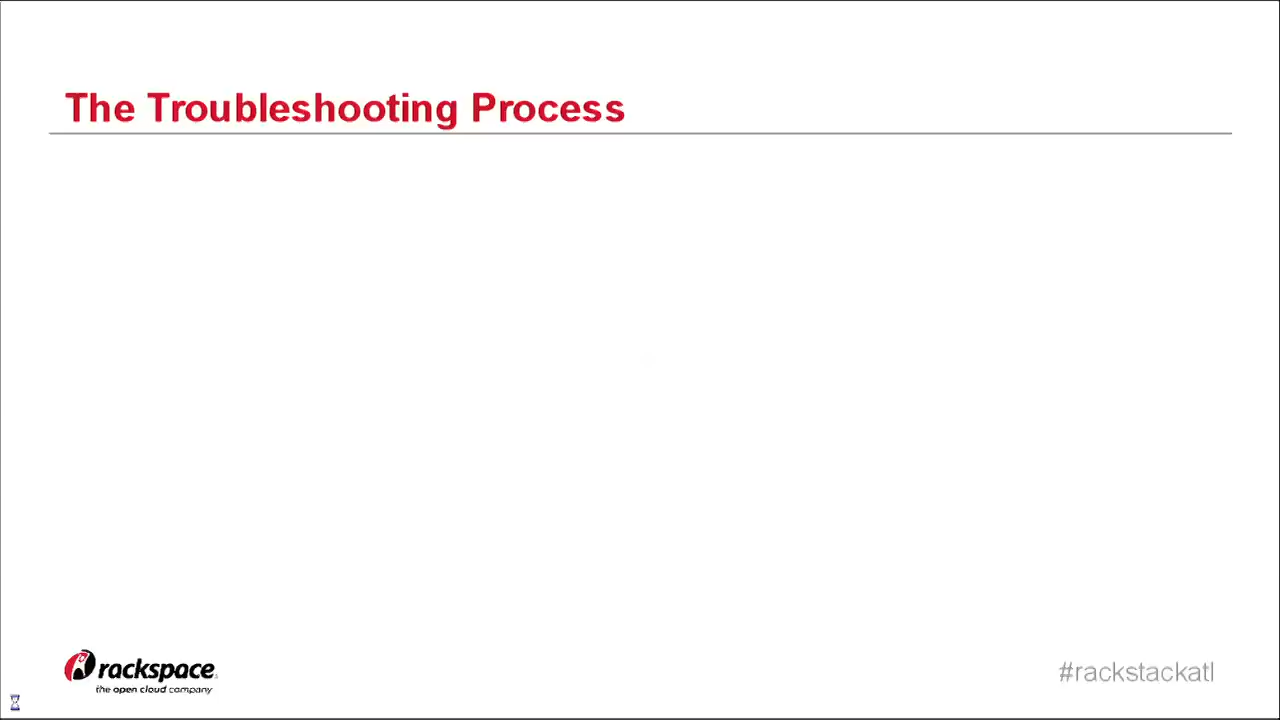 The Troubleshooting Process
rackspace
the open cloud company
#rackstackatl